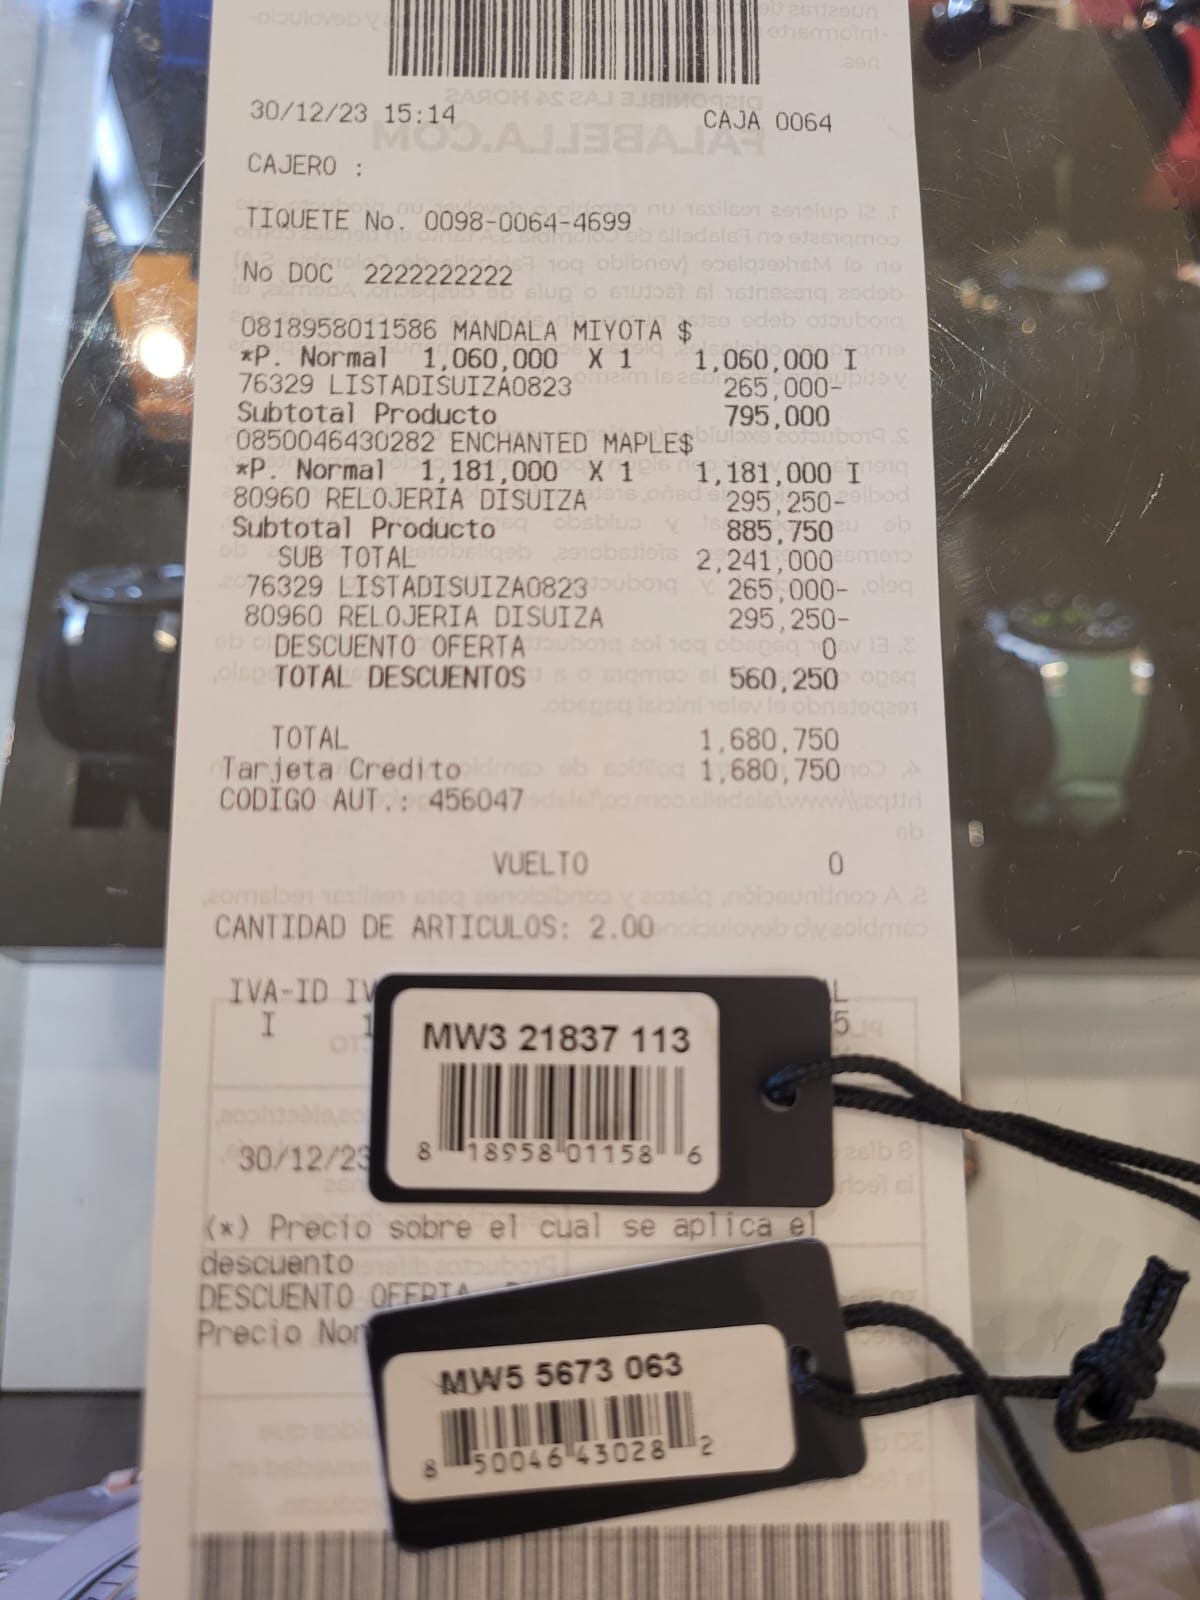 30/12/23 15:14 CAJA 0064
CAJERO :
TIQUETE No. 0098-0064-4699
No DOC 2222222222
0818958011586 MANDALA MIYOTA $
*P. Normal 1,060,000 X 1 1,060,000 I
76329 LISTADISUIZA0823 265,000-
Subtotal Producto 795,000
0850046430282 ENCHANTED MAPLE$
*P. Normal 1,181,000 X 1 1,181,000 I
80960 RELOJERIA DISUIZA 295,250-
Subtotal Producto 885,750
SUB TOTAL 2,241,000
76329 LISTADISUIZA0823 265,000-
80960 RELOJERIA DISUIZA 295,250-
DESCUENTO OFERTA 0
TOTAL DESCUENTOS 560,250
TOTAL 1,680,750
Tarjeta Credito 1,680,750
CODIGO AUT.: 456047
VUELTO 0
CANTIDAD DE ARTICULOS: 2.00
IVA-ID
I
MW3 21837 113
8 18958 01158 6
30/12/23
(*) Precio sobre el cual se aplica el
descuento
DESCUENTO OFERTA
Precio
MW5 5673 063
8 50046 43028 2